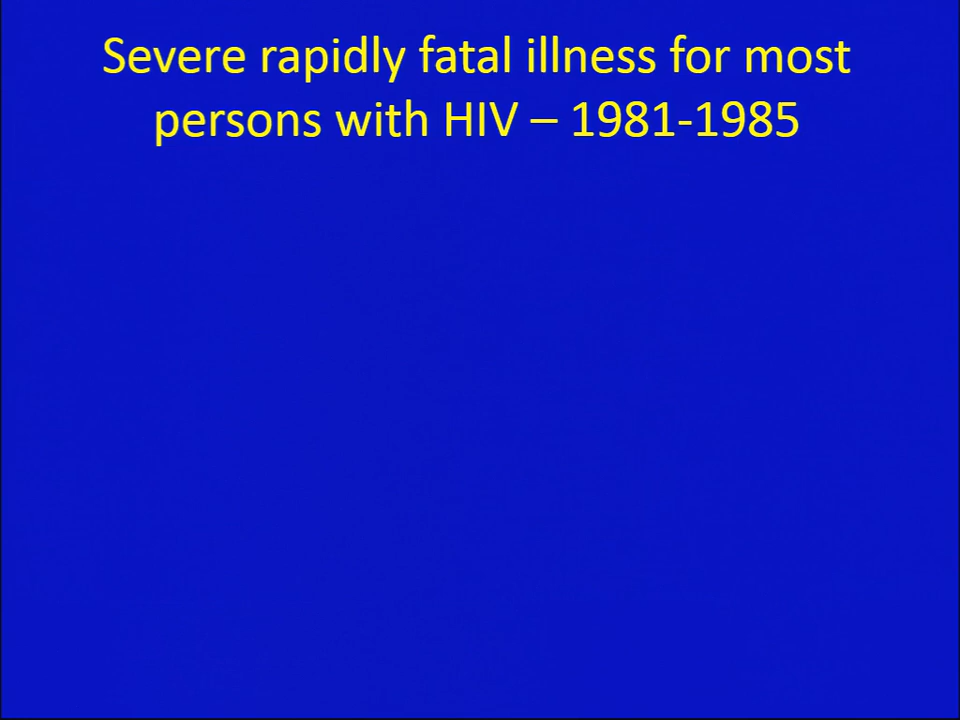 Severe rapidly fatal illness for most
persons with HIV – 1981-1985